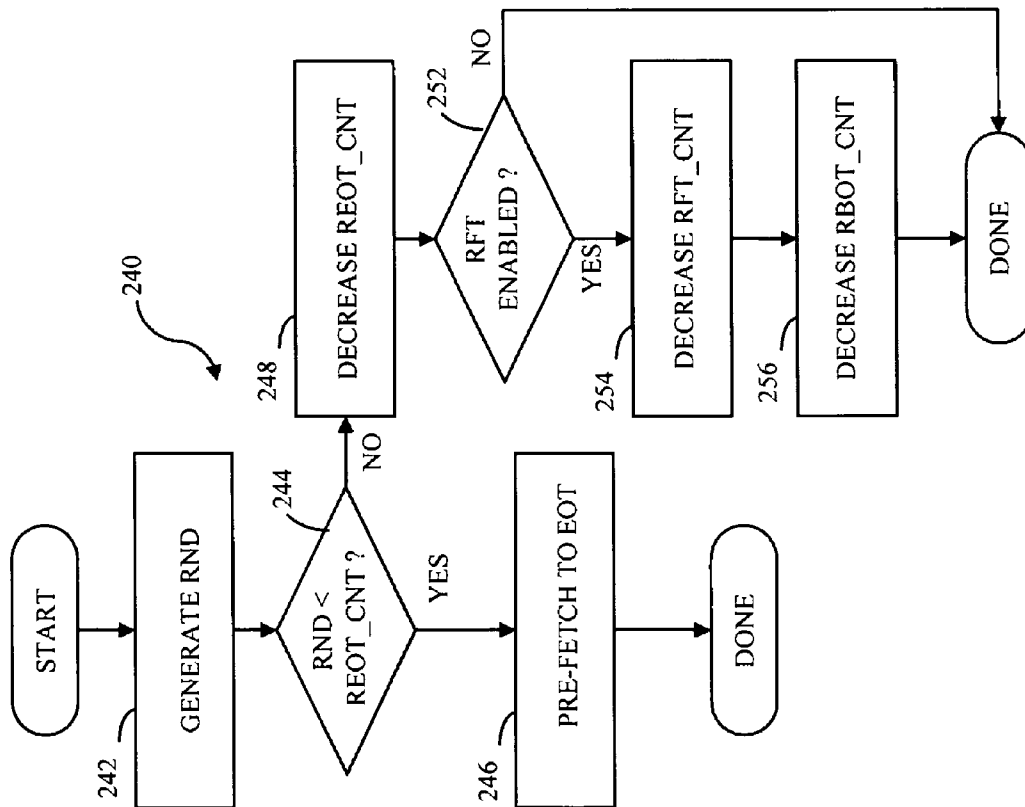 240
START
242
GENERATE RND
244
RND <
REOT_CNT ?
NO
YES
246
PRE-FETCH TO EOT
DONE
248
DECREASE REOT_CNT
252
RFT
ENABLED ?
NO
YES
254
DECREASE RFT_CNT
256
DECREASE RBOT_CNT
DONE